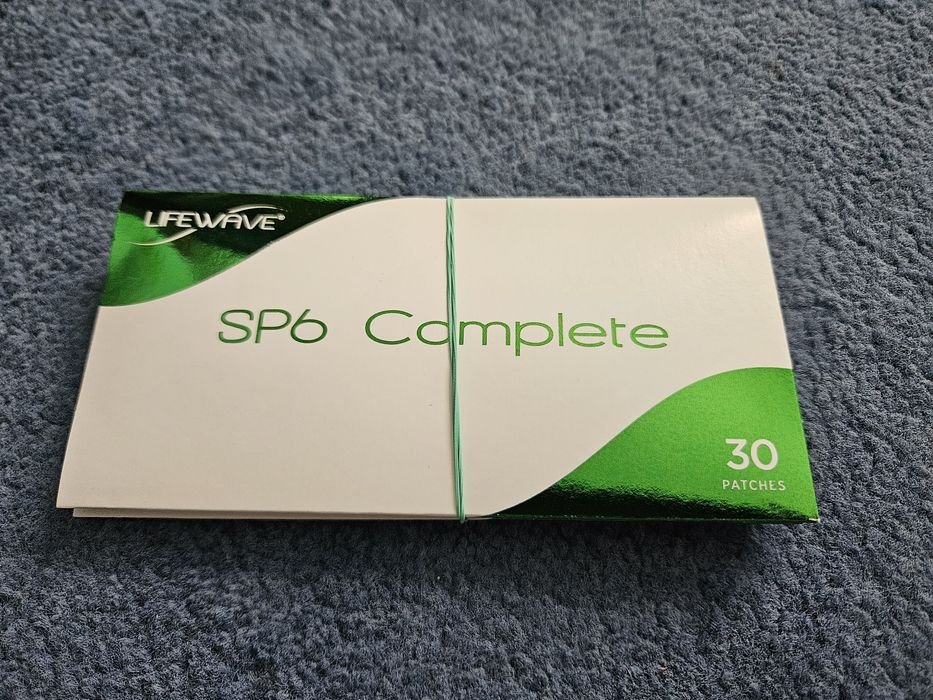 LIFEWAVE®
SP6 Complete
30
PATCHES